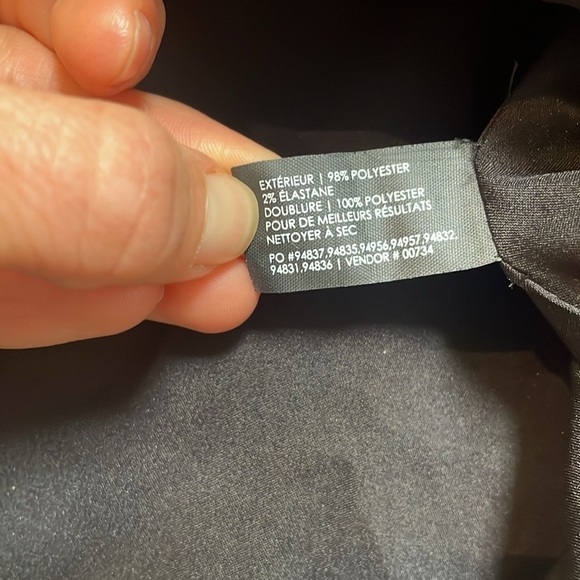 EXTÉRIEUR | 98% POLYESTER
2% ÉLASTANE
DOUBLURE | 100% POLYESTER
POUR DE MEILLEURS RÉSULTATS
NETTOYER À SEC
PO #94837,94835,94956,94957,94832,
94831,94836 | VENDOR # 00734